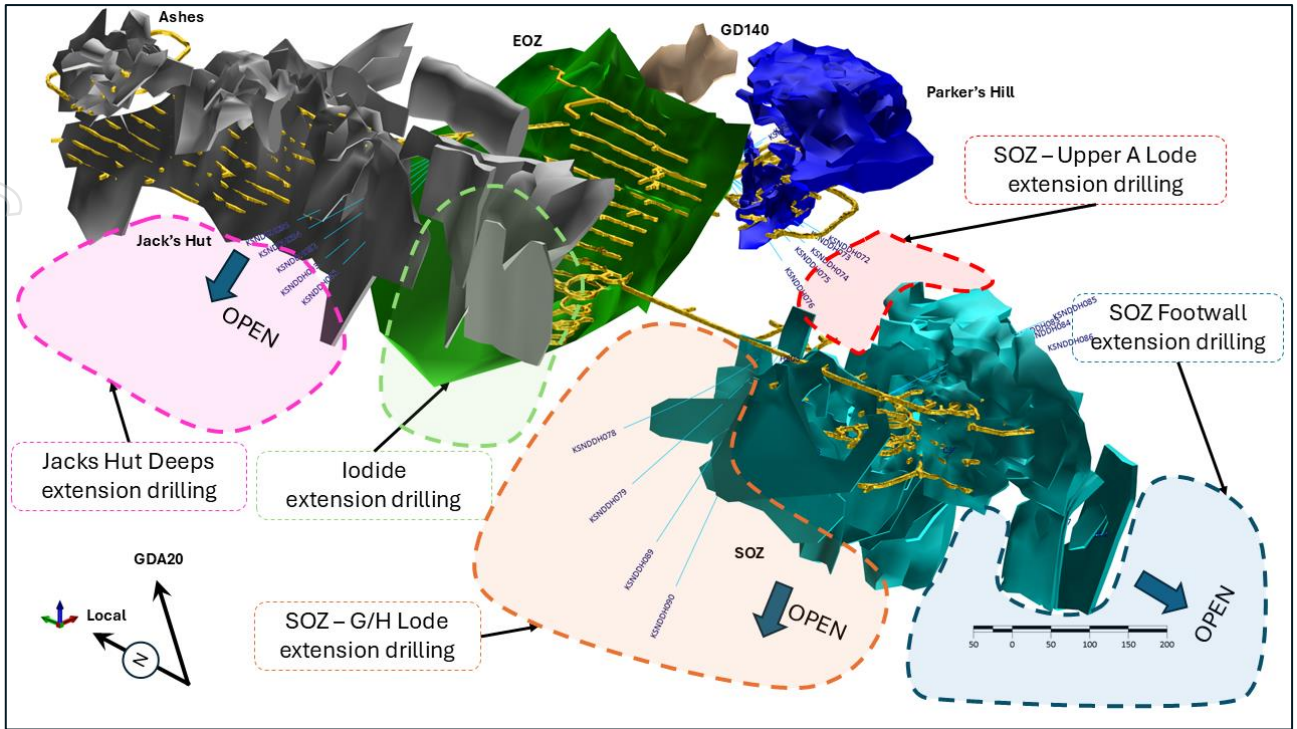 Ashes
EOZ
GD140
Parker's Hill
SOZ – Upper A Lode
extension drilling
Jack's Hut
OPEN
KSNDDH072
KSNDDH074
KSNDDH075
KSNDDH076
KSNDDH085
KSNDDH084
KSNDDH086
SOZ Footwall
extension drilling
Jacks Hut Deeps
extension drilling
Iodide
extension drilling
KSNDDH078
KSNDDH079
KSNDDH089
KSNDDH090
SOZ
OPEN
OPEN
GDA20
Local
N
SOZ – G/H Lode
extension drilling
50 0 50 100 150 200